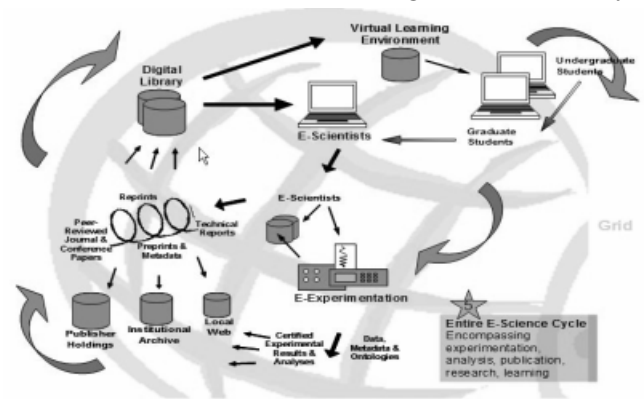 Virtual Learning
Environment
Digital
Library
Undergraduate
Students
E-Scientists
Graduate
Students
E-Scientists
Reprints
Peer-
Reviewed
Journal &
Conference
Papers
Technical
Reports
Preprints &
Metadata
Grid
E-Experimentation
Publisher
Holdings
Institutional
Archive
Local
Web
Certified
Experimental
Results &
Analyses
Data,
Metadata &
Ontologies
5
Entire E-Science Cycle
Encompassing
experimentation,
analysis, publication,
research, learning